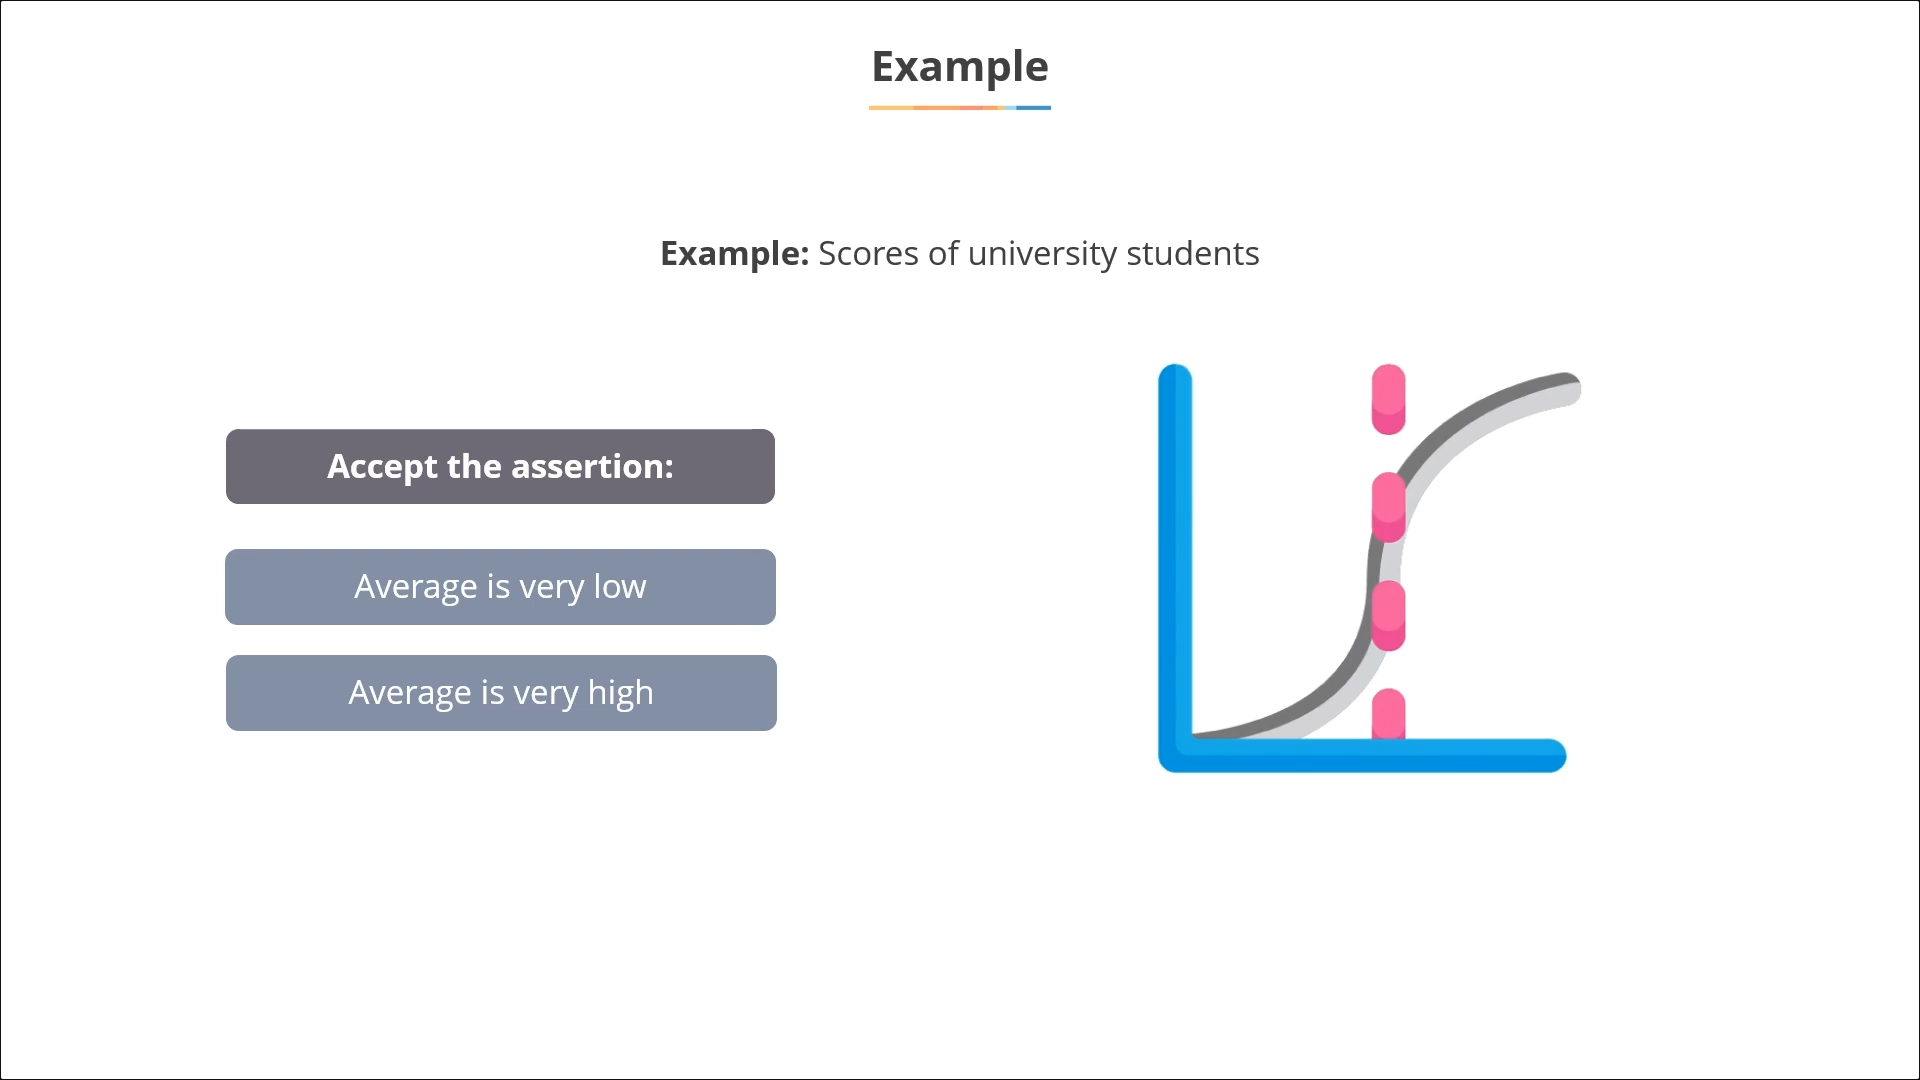 Example
Example: Scores of university students
Accept the assertion:
Average is very low
Average is very high